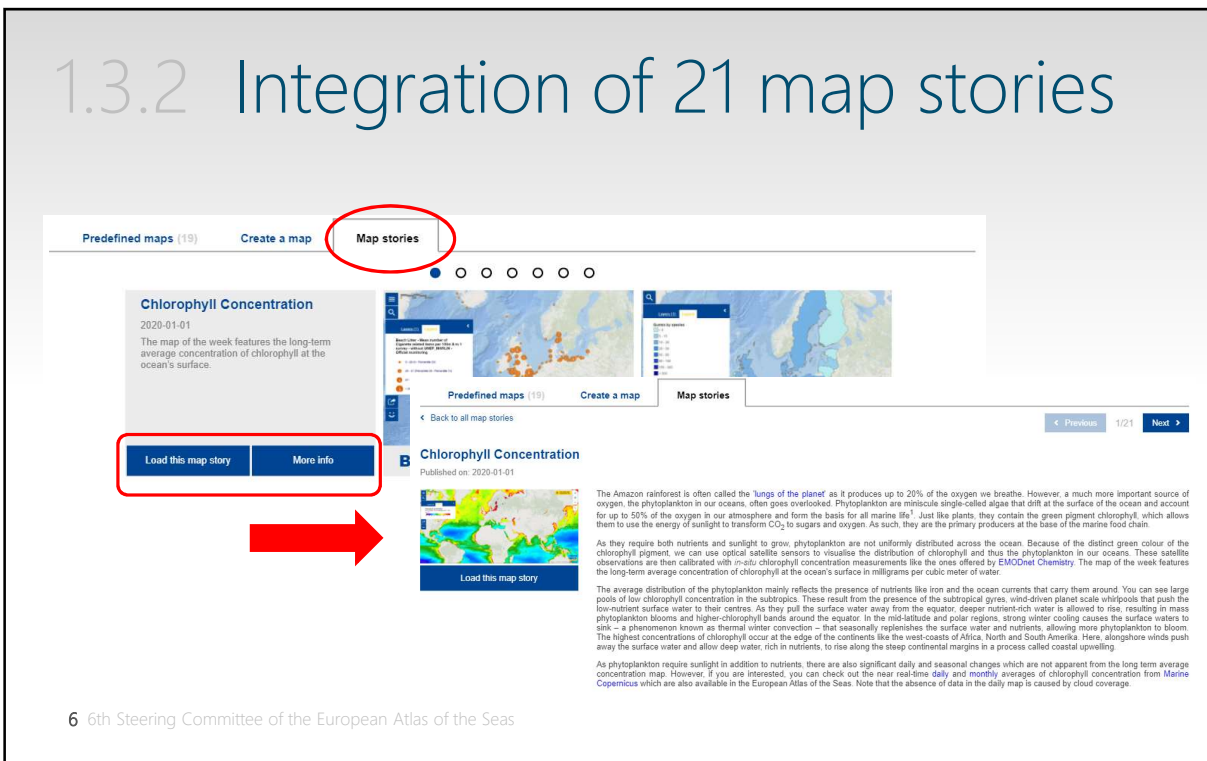 1.3.2 Integration of 21 map stories
Predefined maps (19) Create a map Map stories
Chlorophyll Concentration
2020-01-01
The map of the week features the long-term
average concentration of chlorophyll at the
ocean's surface.
Load this map story More info
B
Predefined maps (19) Create a map Map stories
Back to all map stories
Previous 1/21 Next
Chlorophyll Concentration
Published on: 2020-01-01
Load this map story
The Amazon rainforest is often called the 'lungs of the planet' as it produces up to 20% of the oxygen we breathe. However, a much more important source of
oxygen, the phytoplankton in our oceans, often goes overlooked. Phytoplankton are miniscule single-celled algae that drift at the surface of the ocean and account
for up to 50% of the oxygen in our atmosphere and form the basis for all marine life¹. Just like plants, they contain the green pigment chlorophyll, which allows
them to use the energy of sunlight to transform CO₂ to sugars and oxygen. As such, they are the primary producers at the base of the marine food chain.
As they require both nutrients and sunlight to grow, phytoplankton are not uniformly distributed across the ocean. Because of the distinct green colour of the
chlorophyll pigment, we can use optical satellite sensors to visualise the distribution of chlorophyll and thus the phytoplankton in our oceans. These satellite
observations are then calibrated with in-situ chlorophyll concentration measurements like the ones offered by EMODnet Chemistry. The map of the week features
the long-term average concentration of chlorophyll at the ocean's surface in milligrams per cubic meter of water.
The average distribution of the phytoplankton mainly reflects the presence of nutrients like iron and the ocean currents that carry them around. You can see large
pools of low chlorophyll concentration in the subtropics. These result from the presence of the subtropical gyres, wind-driven planet scale whirlpools that push the
low-nutrient surface water to their centres. As they pull the surface water away from the equator, deeper nutrient-rich water is allowed to rise, resulting in mass
phytoplankton blooms and higher-chlorophyll bands around the equator. In the mid-latitude and polar regions, strong winter cooling causes the surface waters to
sink – a phenomenon known as thermal winter convection – that seasonally replenishes the surface water and nutrients, allowing more phytoplankton to bloom.
The highest concentrations of chlorophyll occur at the edge of the continents like the west-coasts of Africa, North and South Amerika. Here, alongshore winds push
away the surface water and allow deep water, rich in nutrients, to rise along the steep continental margins in a process called coastal upwelling.
As phytoplankton require sunlight in addition to nutrients, there are also significant daily and seasonal changes which are not apparent from the long term average
concentration map. However, if you are interested, you can check out the near real-time daily and monthly averages of chlorophyll concentration from Marine
Copernicus which are also available in the European Atlas of the Seas. Note that the absence of data in the daily map is caused by cloud coverage.
6 6th Steering Committee of the European Atlas of the Seas